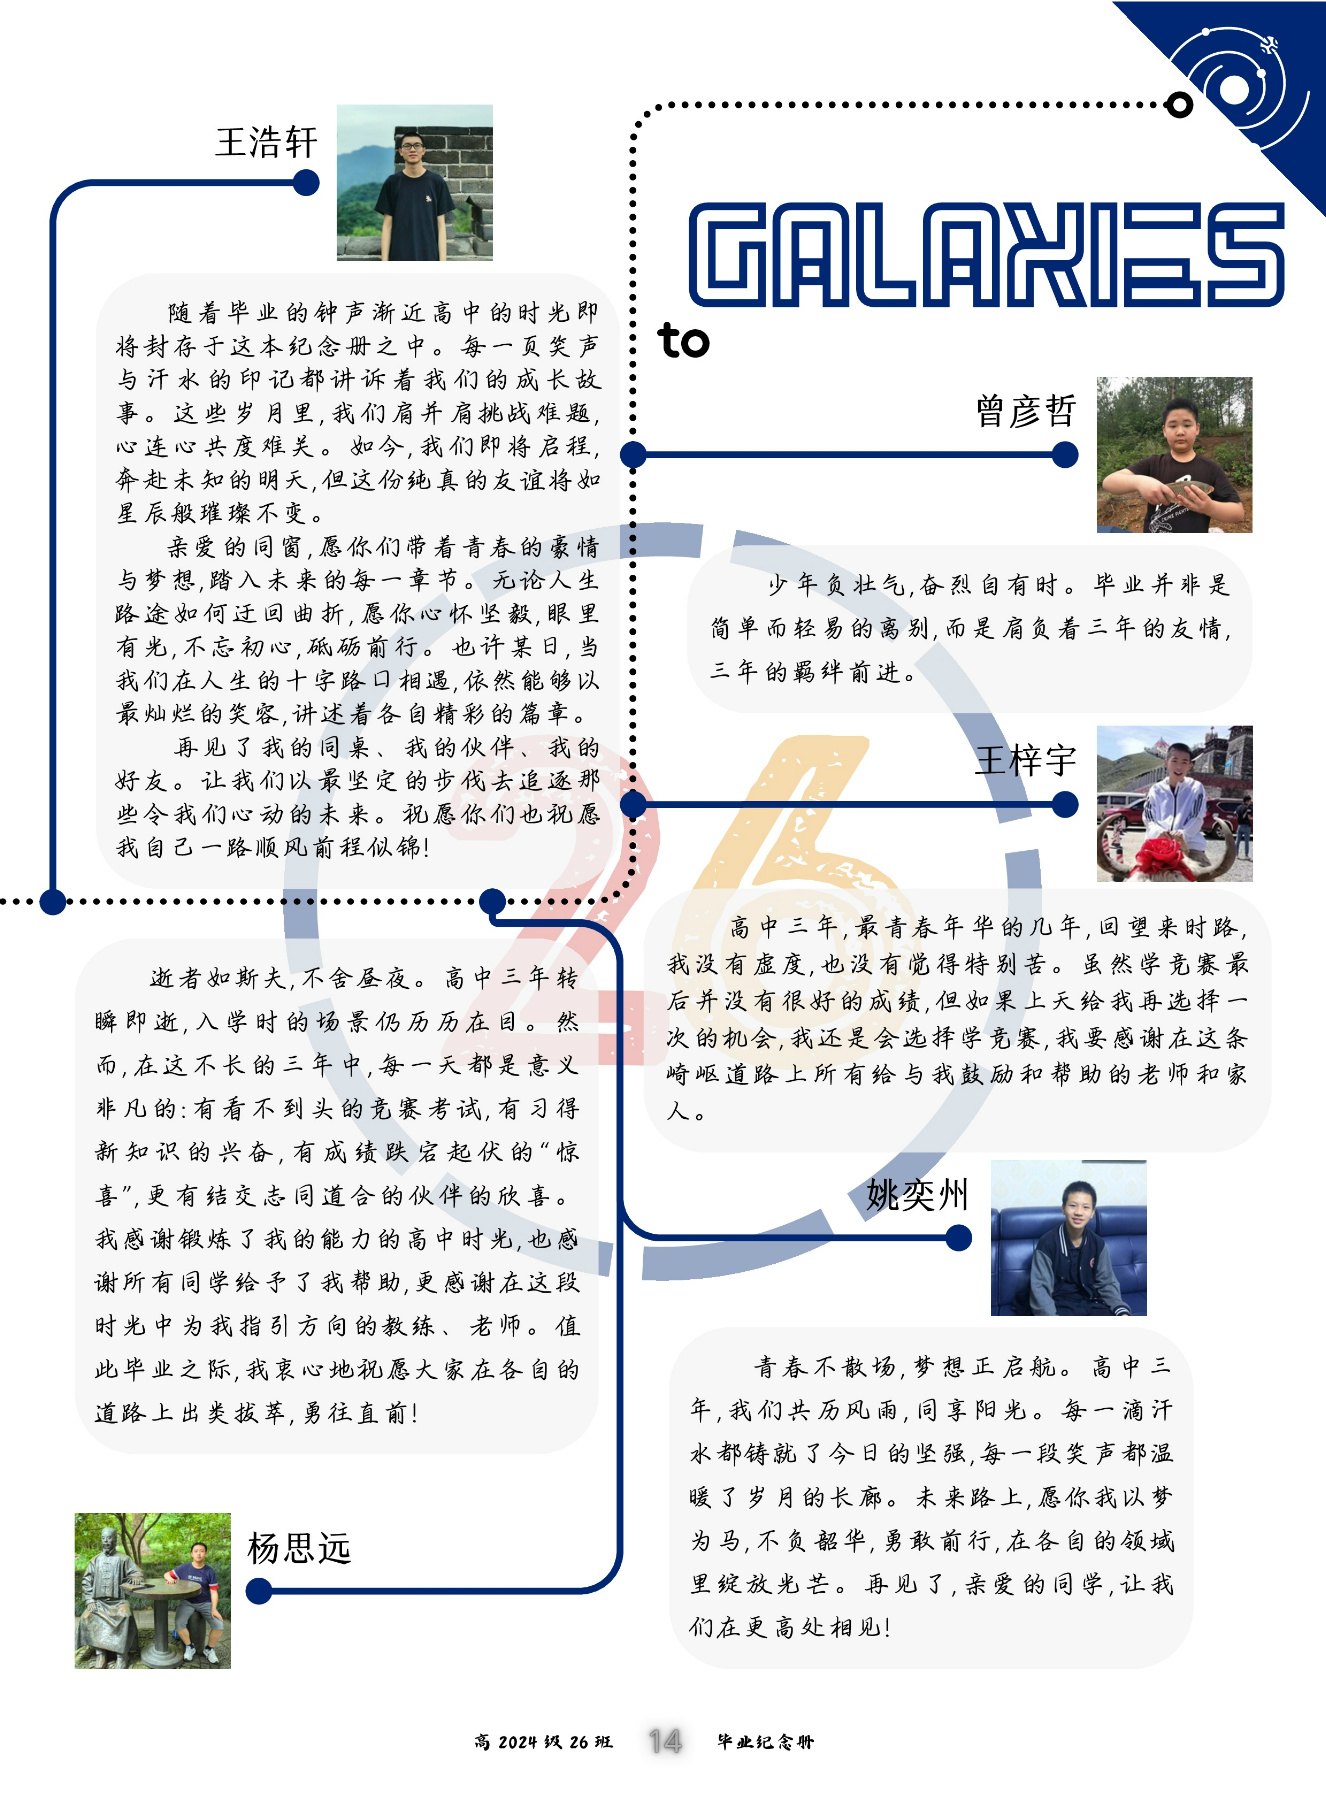 王浩轩
随着毕业的钟声渐近高中的时光即
将封存于这本纪念册之中。每一页笑声
与汗水的印记都讲诉着我们的成长故
事。这些岁月里,我们肩并肩挑战难题,
心连心共度难关。如今,我们即将启程,
奔赴未知的明天,但这份纯真的友谊将如
星辰般璀璨不变。
亲爱的同窗,愿你们带着青春的豪情
与梦想,踏入未来的每一章节。无论人生
路途如何迂回曲折,愿你心怀坚毅,眼里
有光,不忘初心,砥砺前行。也许某日,当
我们在人生的十字路口相遇,依然能够以
最灿烂的笑容,讲述着各自精彩的篇章。
再见了我的同桌、我的伙伴、我的
好友。让我们以最坚定的步伐去追逐那
些令我们心动的未来。祝愿你们也祝愿
我自己一路顺风前程似锦!
GALAXIES
to
曾彦哲
少年负壮气,奋烈自有时。毕业并非是
简单而轻易的离别,而是肩负着三年的友情,
三年的羁绊前进。
王梓宇
高中三年,最青春年华的几年,回望来时路,
我没有虚度,也没有觉得特别苦。虽然学竞赛最
后并没有很好的成绩,但如果上天给我再选择一
次的机会,我还是会选择学竞赛,我要感谢在这条
崎岖道路上所有给与我鼓励和帮助的老师和家
人。
26
逝者如斯夫,不舍昼夜。高中三年转
瞬即逝,入学时的场景仍历历在目。然
而,在这不长的三年中,每一天都是意义
非凡的:有看不到头的竞赛考试,有习得
新知识的兴奋,有成绩跌宕起伏的“惊
喜”,更有结交志同道合的伙伴的欣喜。
我感谢锻炼了我的能力的高中时光,也感
谢所有同学给予了我帮助,更感谢在这段
时光中为我指引方向的教练、老师。值
此毕业之际,我衷心地祝愿大家在各自的
道路上出类拔萃,勇往直前!
杨思远
姚奕州
青春不散场,梦想正启航。高中三
年,我们共历风雨,同享阳光。每一滴汗
水都铸就了今日的坚强,每一段笑声都温
暖了岁月的长廊。未来路上,愿你我以梦
为马,不负韶华,勇敢前行,在各自的领域
里绽放光芒。再见了,亲爱的同学,让我
们在更高处相见!
高 2024 级 26 班 14 毕业纪念册